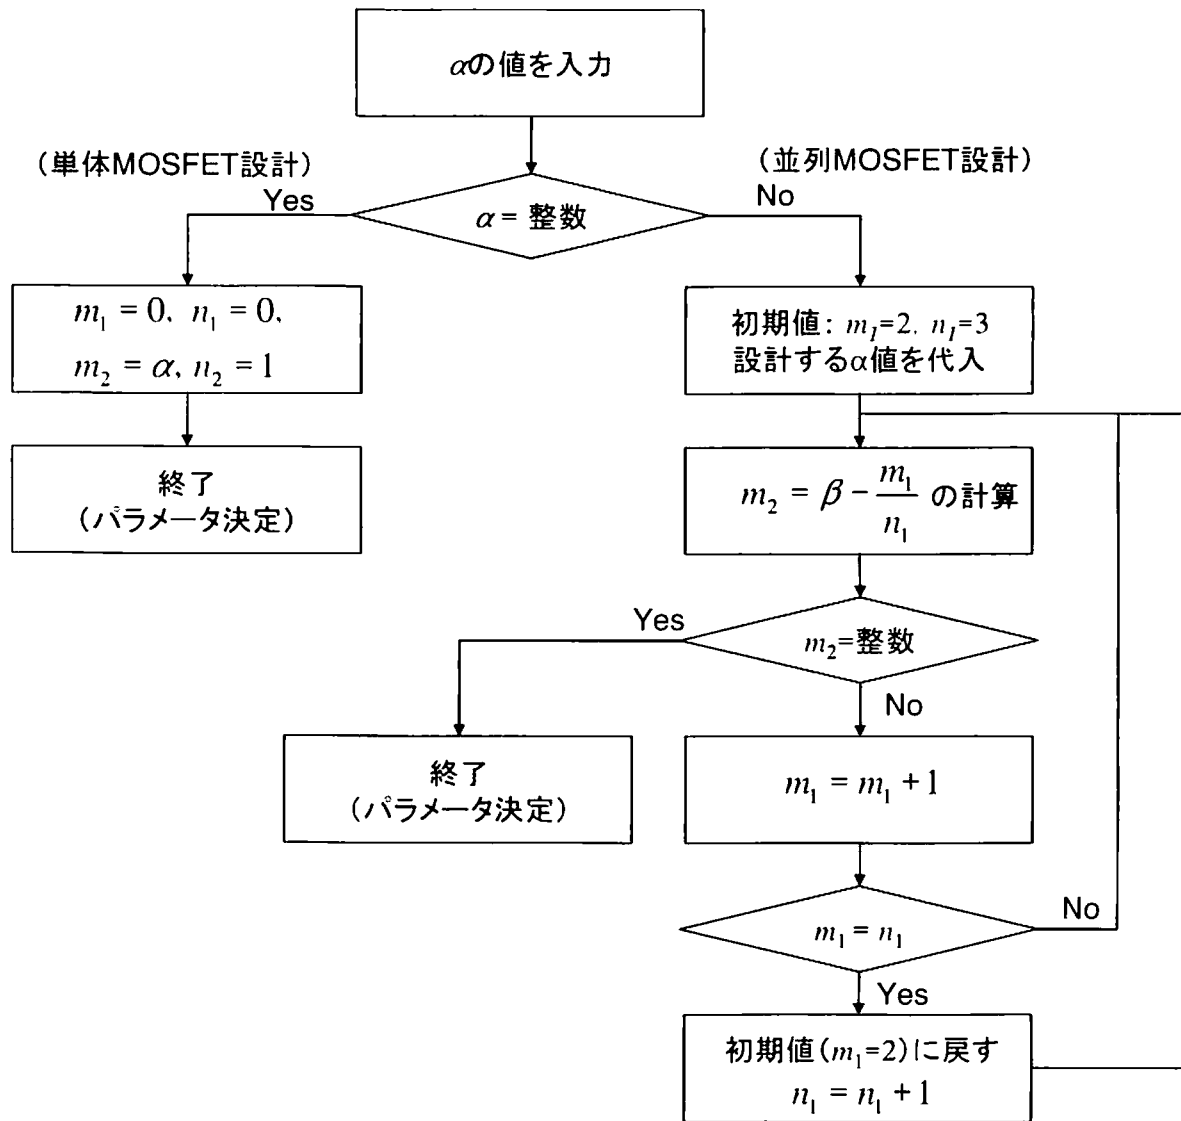 αの値を入力
(単体MOSFET設計)
(並列MOSFET設計)
Yes
No
α = 整数
m₁ = 0, n₁ = 0,
m₂ = α, n₂ = 1
初期値: m₁=2, n₁=3
設計するα値を代入
終了
(パラメータ決定)
m₂ = β − m₁/n₁ の計算
Yes
m₂=整数
No
終了
(パラメータ決定)
m₁ = m₁ + 1
No
m₁ = n₁
Yes
初期値(m₁=2)に戻す
n₁ = n₁ + 1